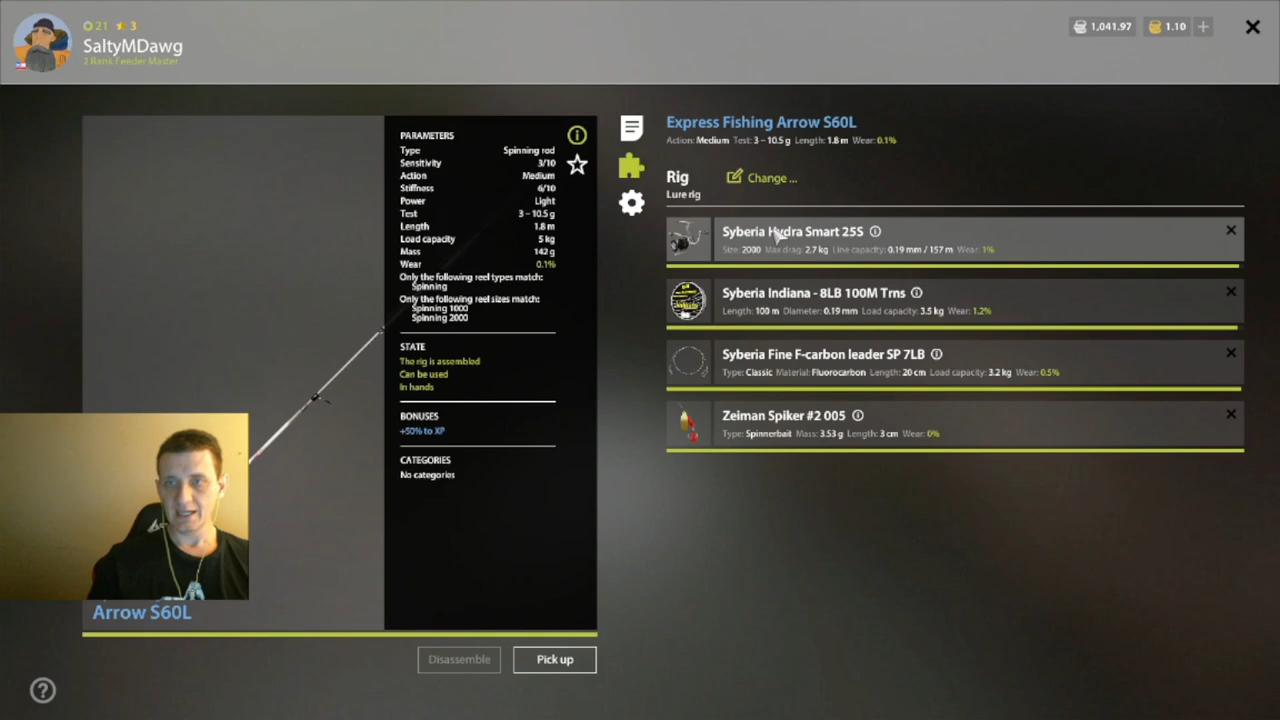 21 3
SaltyMDawg
2 Rank Feeder Master
1,041.97 1.10 +
PARAMETERS
Type Spinning rod
Sensitivity 3/10
Action Medium
Stiffness 6/10
Power Light
Test 3 – 10.5 g
Length 1.8 m
Load capacity 5 kg
Mass 142 g
Wear 0.1%
Only the following reel types match:
Spinning
Only the following reel sizes match:
Spinning 1000
Spinning 2000
STATE
The rig is assembled
Can be used
In hands
BONUSES
+50% to XP
CATEGORIES
No categories
Arrow S60L
Disassemble Pick up
Express Fishing Arrow S60L
Action: Medium Test: 3 – 10.5 g Length: 1.8 m Wear: 0.1%
Rig Change ...
Lure rig
Syberia Hydra Smart 25S
Size: 2000 Max drag: 2.7 kg Line capacity: 0.19 mm / 157 m Wear: 1%
Syberia Indiana - 8LB 100M Trns
Length: 100 m Diameter: 0.19 mm Load capacity: 3.5 kg Wear: 1.2%
Syberia Fine F-carbon leader SP 7LB
Type: Classic Material: Fluorocarbon Length: 20 cm Load capacity: 3.2 kg Wear: 0.5%
Zeiman Spiker #2 005
Type: Spinnerbait Mass: 3.53 g Length: 3 cm Wear: 0%
?